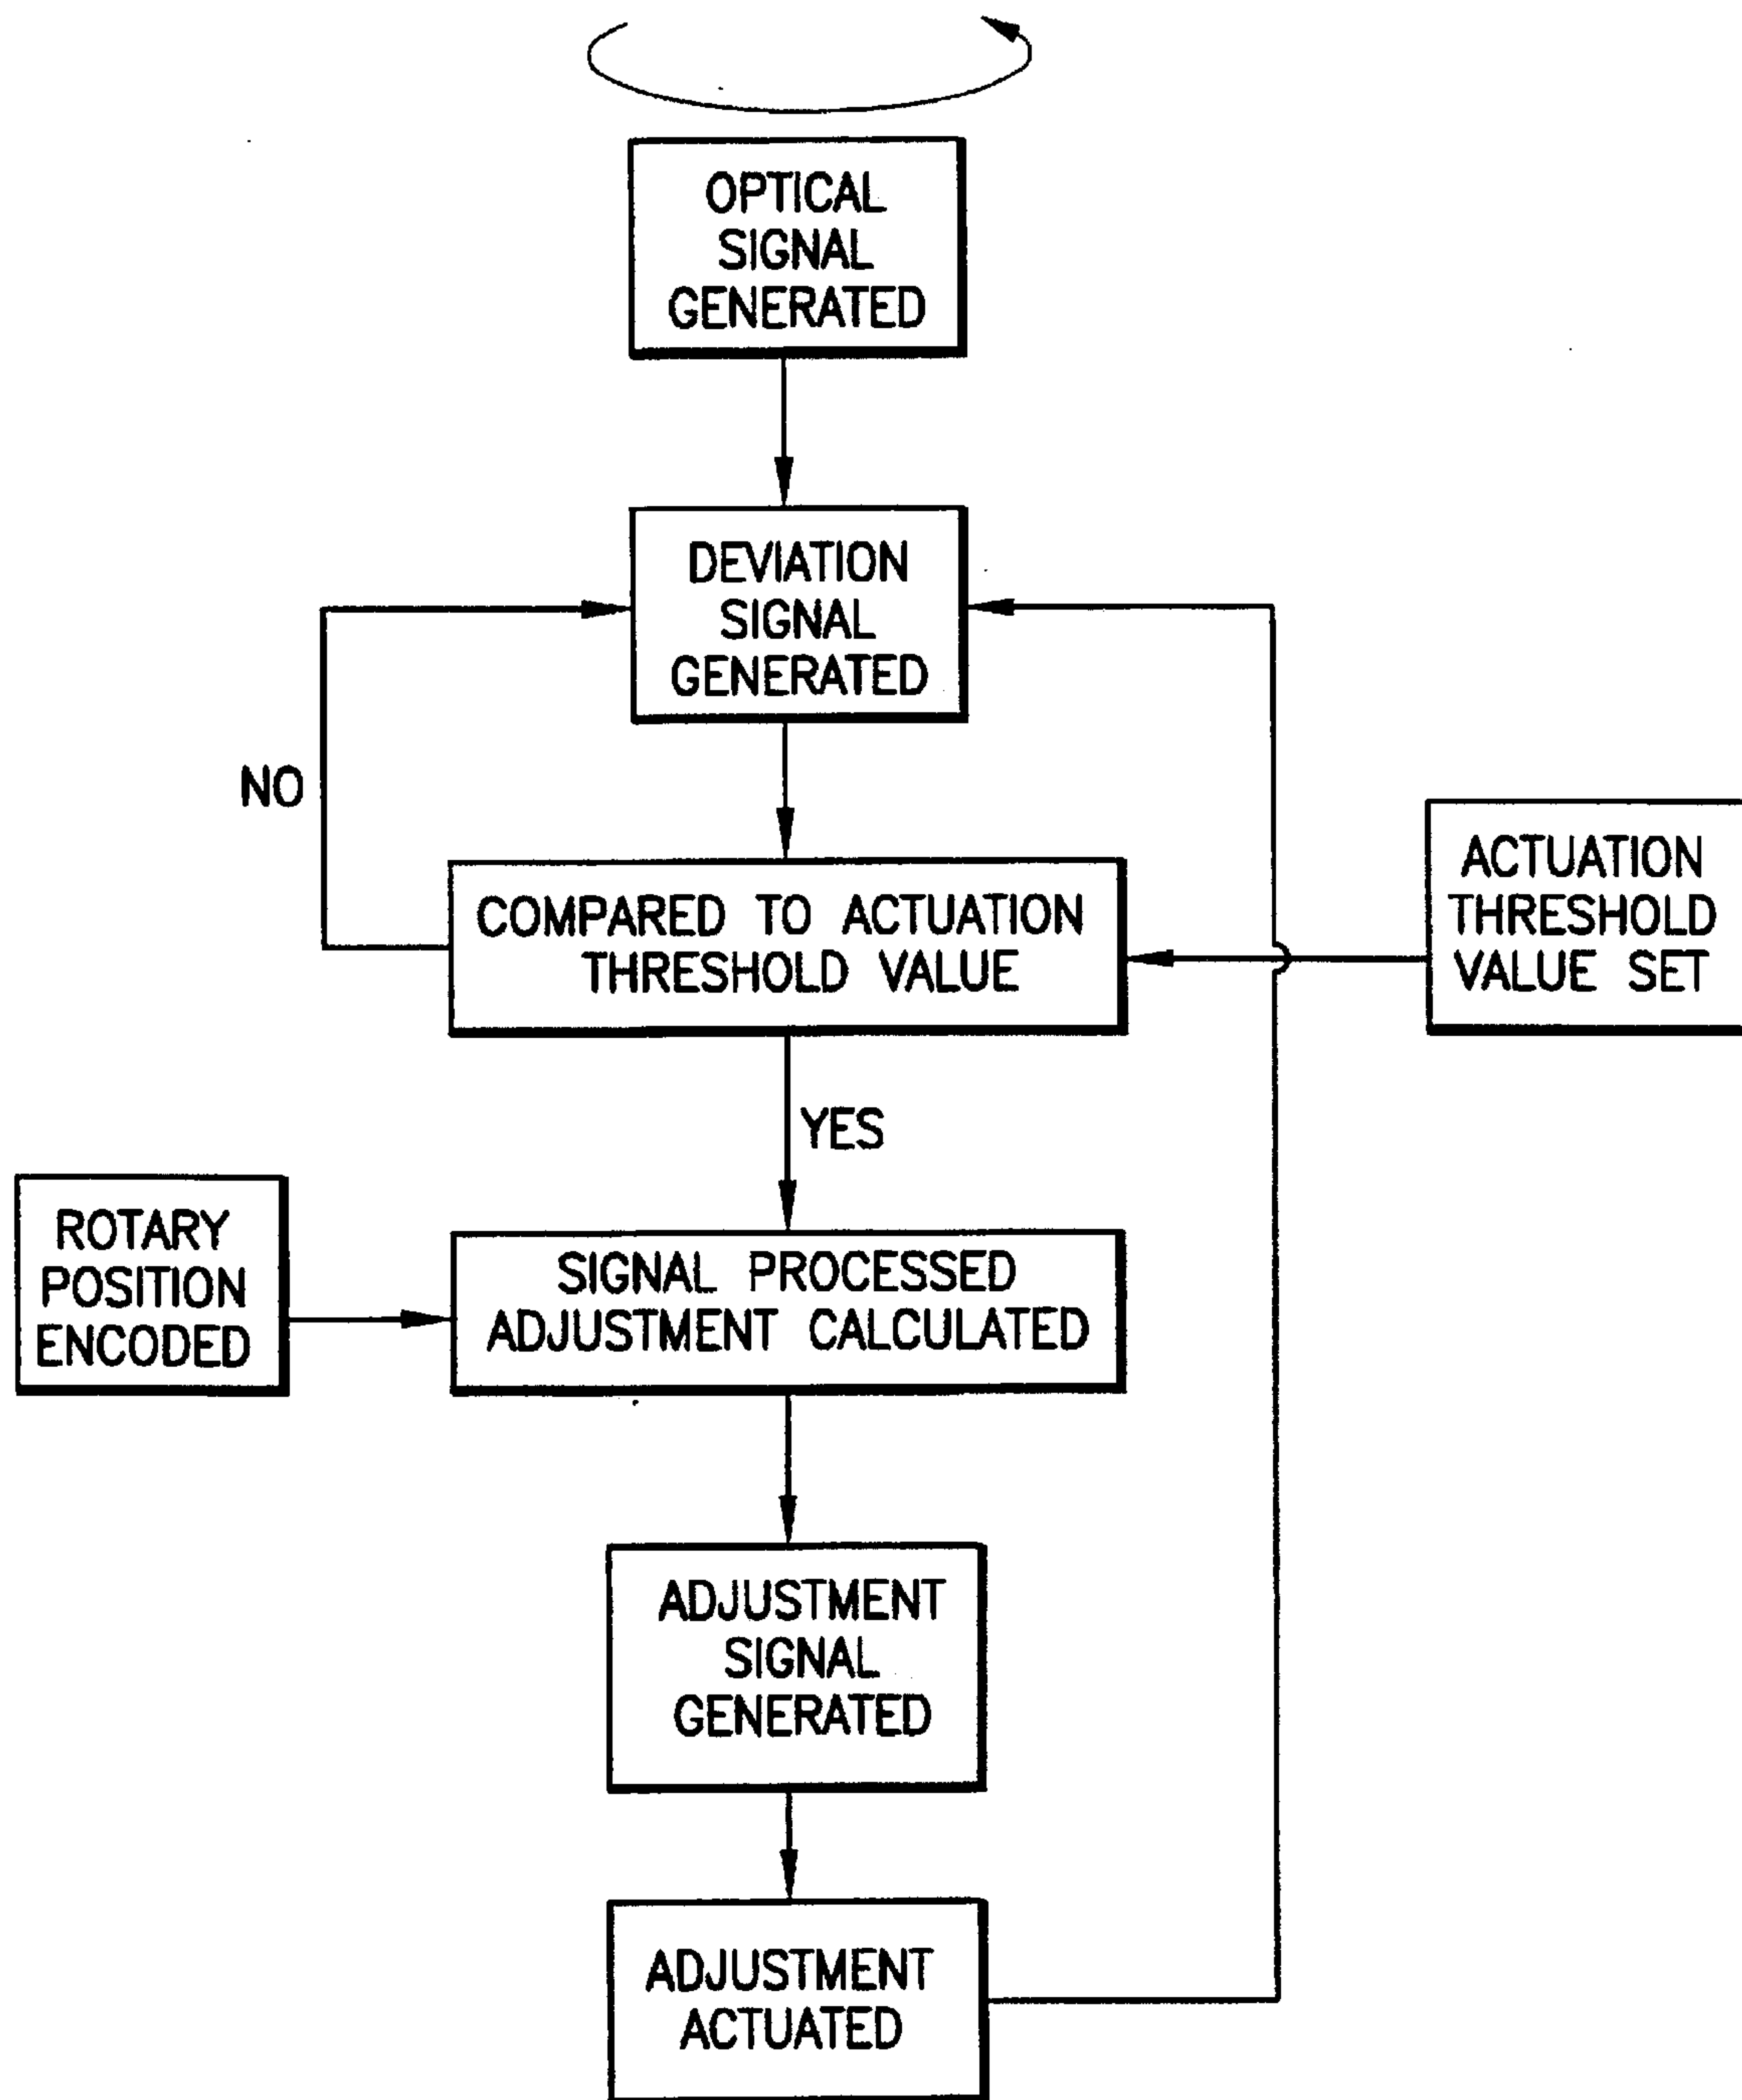 OPTICAL
SIGNAL
GENERATED
DEVIATION
SIGNAL
GENERATED
NO
COMPARED TO ACTUATION
THRESHOLD VALUE
ACTUATION
THRESHOLD
VALUE SET
YES
ROTARY
POSITION
ENCODED
SIGNAL PROCESSED
ADJUSTMENT CALCULATED
ADJUSTMENT
SIGNAL
GENERATED
ADJUSTMENT
ACTUATED